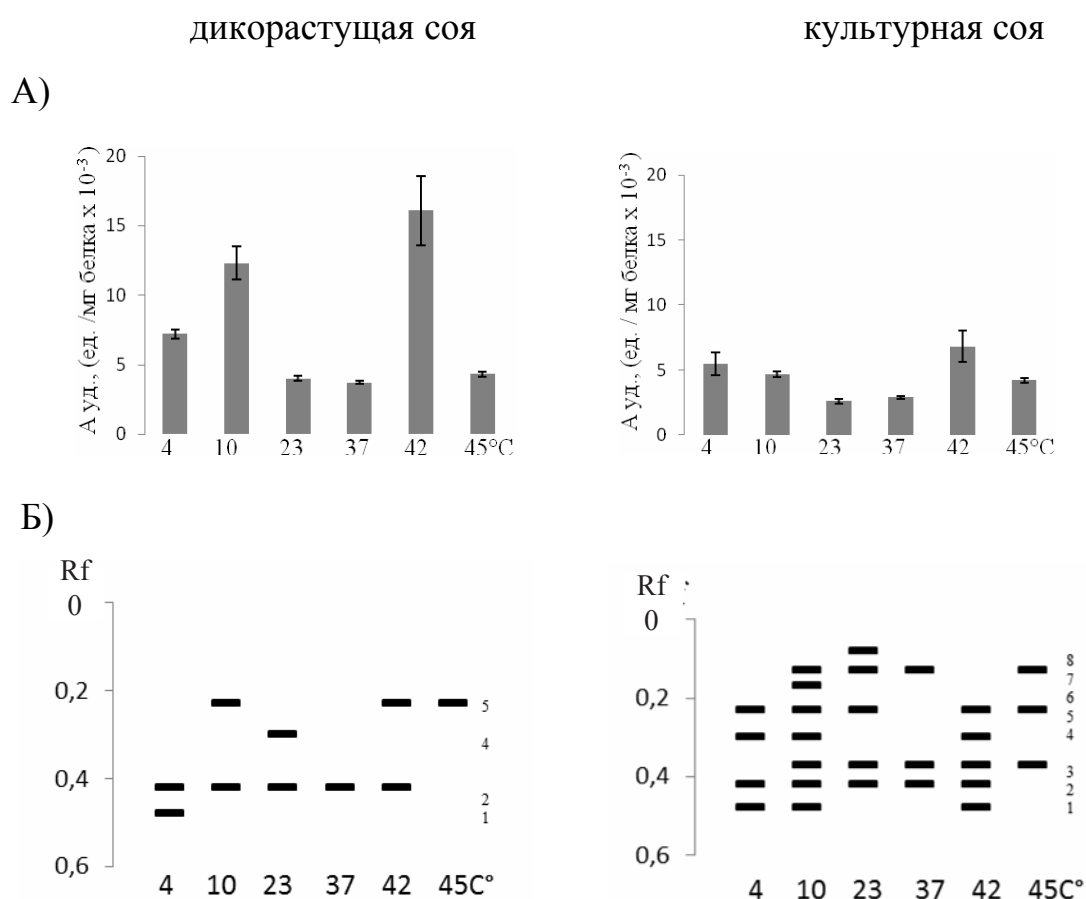 дикорастущая соя
культурная соя
А)
А уд., (ед. /мг белка х 10⁻³)
20
15
10
5
0
4 10 23 37 42 45°С
А уд., (ед. / мг белка х 10⁻³)
20
15
10
5
0
4 10 23 37 42 45°С
Б)
Rf
0
0,2
0,4
0,6
5
4
2
1
4 10 23 37 42 45С°
Rf
0
0,2
0,4
0,6
8
7
6
5
4
3
2
1
4 10 23 37 42 45С°